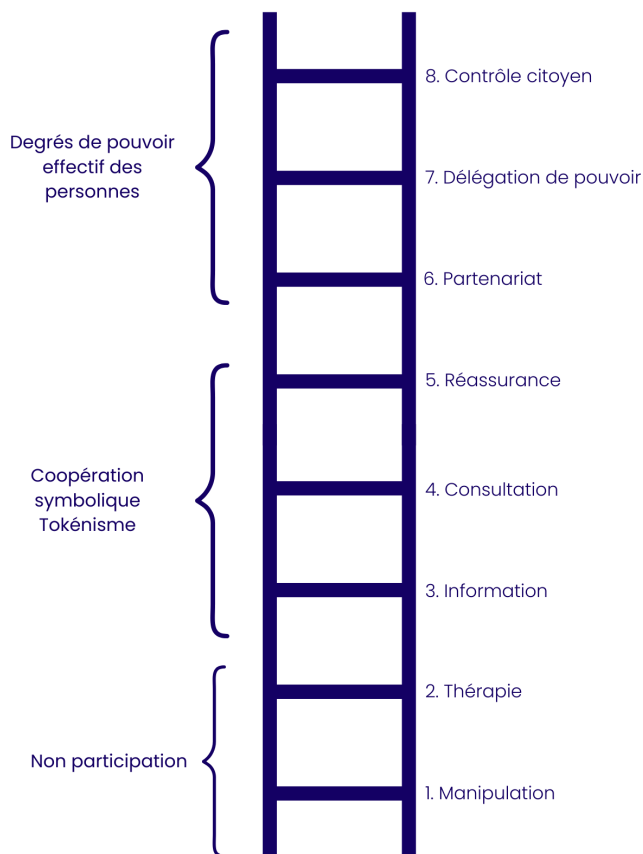 8. Contrôle citoyen
Degrés de pouvoir
effectif des
personnes
7. Délégation de pouvoir
6. Partenariat
5. Réassurance
Coopération
symbolique
Tokénisme
4. Consultation
3. Information
2. Thérapie
Non participation
1. Manipulation